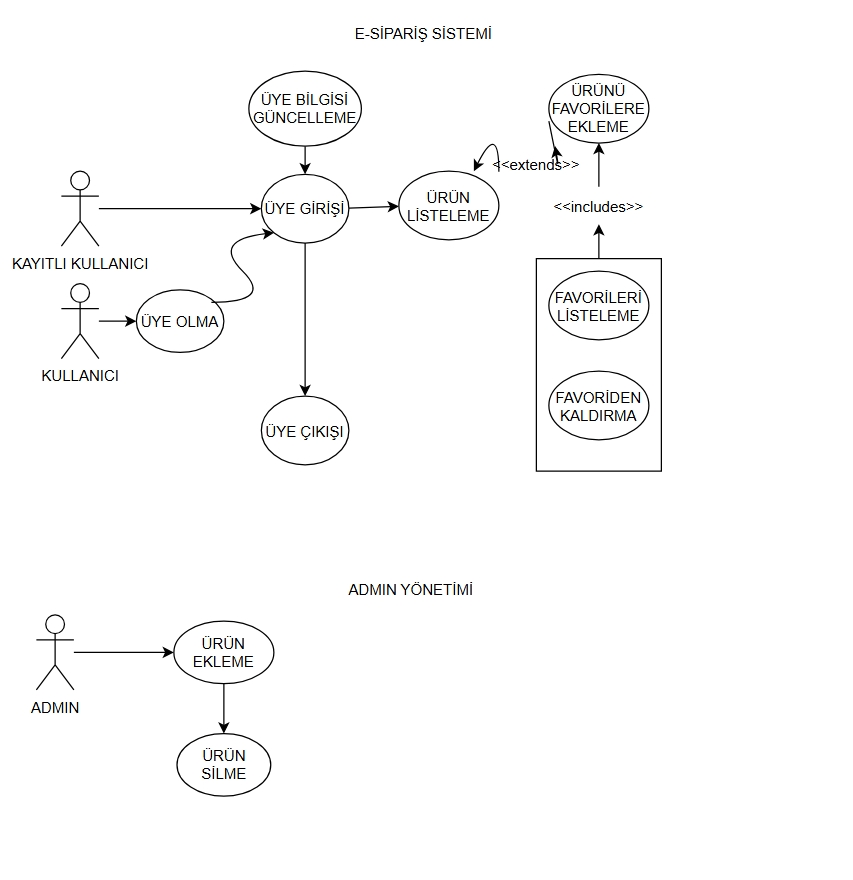 E-SİPARİŞ SİSTEMİ
ÜYE BİLGİSİ
GÜNCELLEME
ÜRÜNÜ
FAVORİLERE
EKLEME
<<extends>>
ÜYE GİRİŞİ
ÜRÜN
LİSTELEME
<<includes>>
KAYITLI KULLANICI
ÜYE OLMA
KULLANICI
FAVORİLERİ
LİSTELEME
FAVORİDEN
KALDIRMA
ÜYE ÇIKIŞI
ADMIN YÖNETİMİ
ÜRÜN
EKLEME
ADMIN
ÜRÜN
SİLME